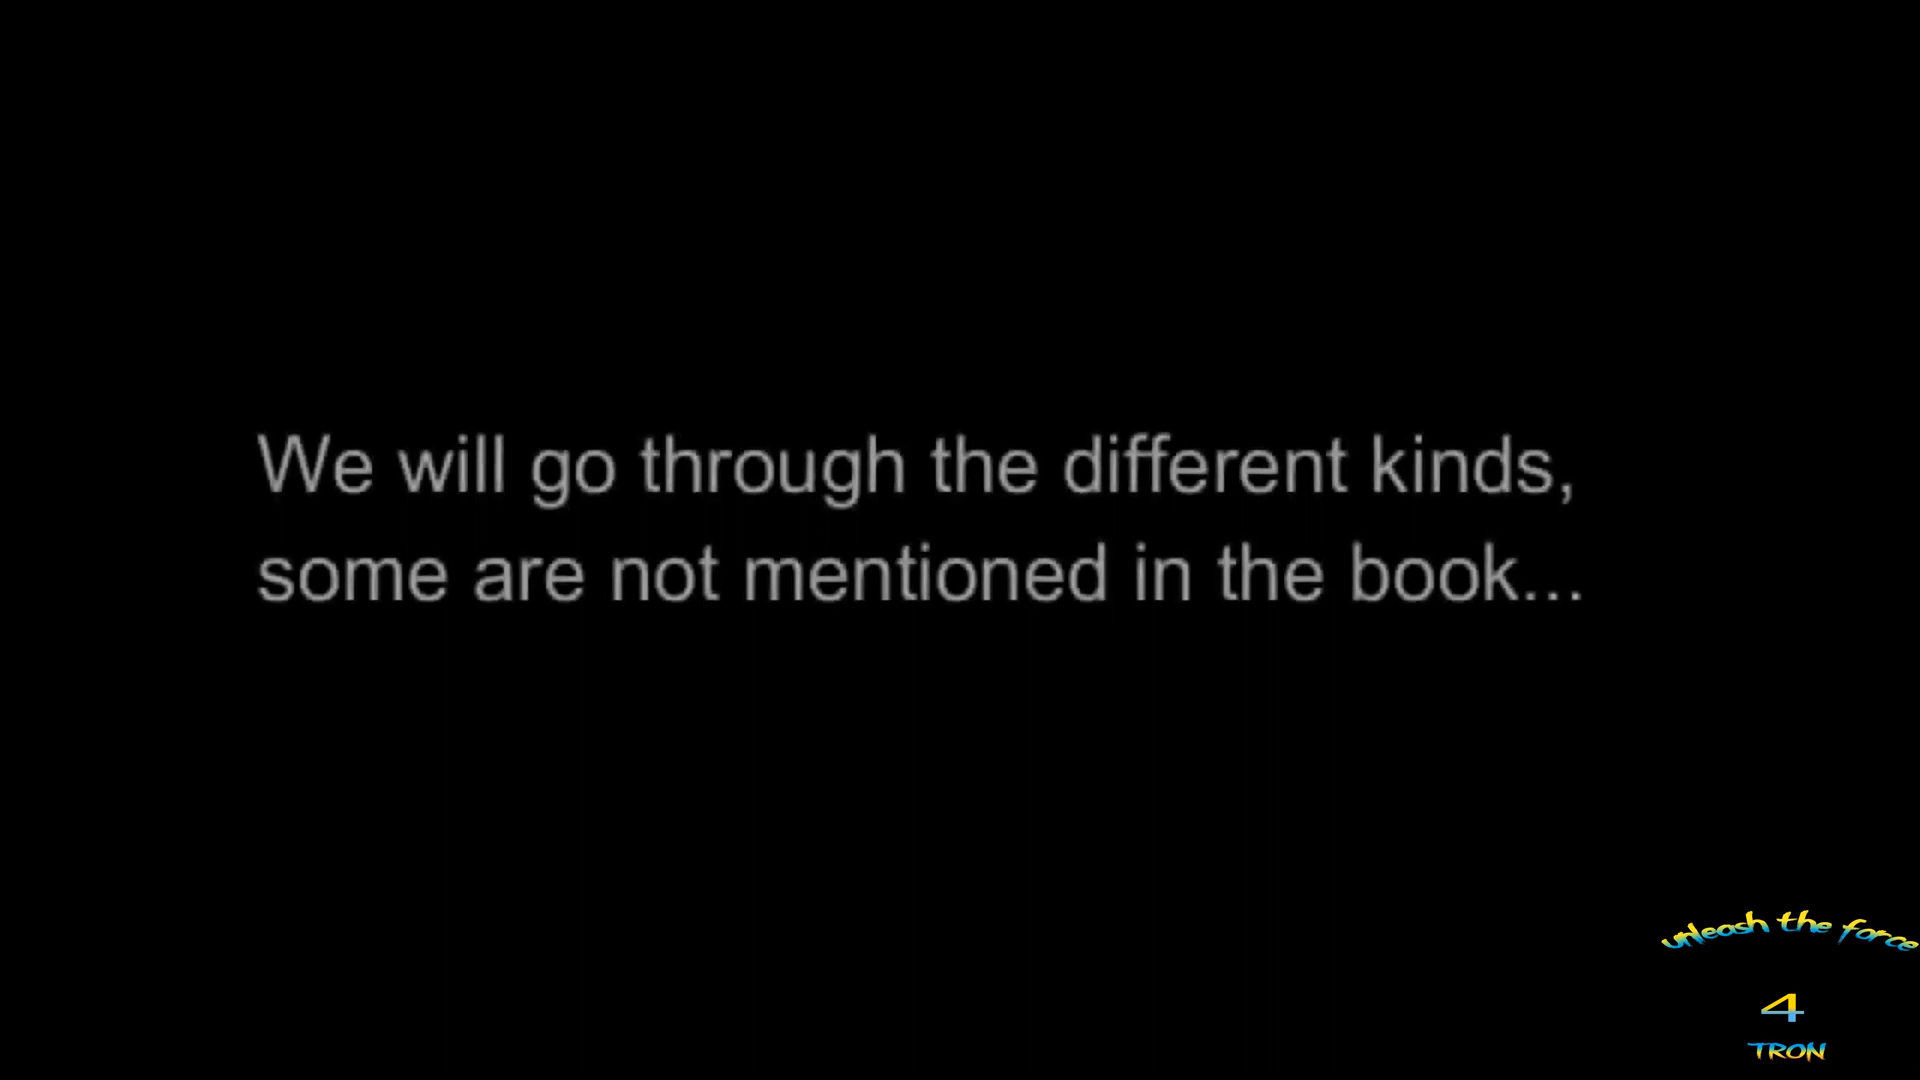 We will go through the different kinds,
some are not mentioned in the book...
unleash the force
4
TRON